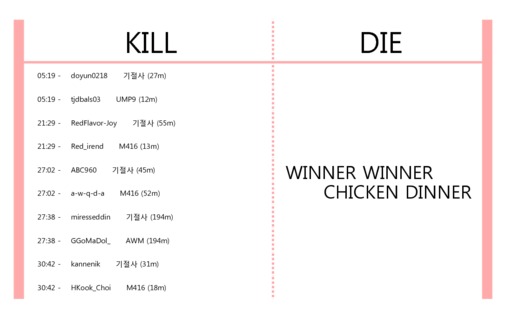 KILL
DIE
05:19 - doyun0218 기절사 (27m)
05:19 - tjdbals03 UMP9 (12m)
21:29 - RedFlavor-Joy 기절사 (55m)
21:29 - Red_irend M416 (13m)
27:02 - ABC960 기절사 (45m)
27:02 - a-w-q-d-a M416 (52m)
27:38 - miresseddin 기절사 (194m)
27:38 - GGoMaDol_ AWM (194m)
30:42 - kannenik 기절사 (31m)
30:42 - HKook_Choi M416 (18m)
WINNER WINNER
CHICKEN DINNER